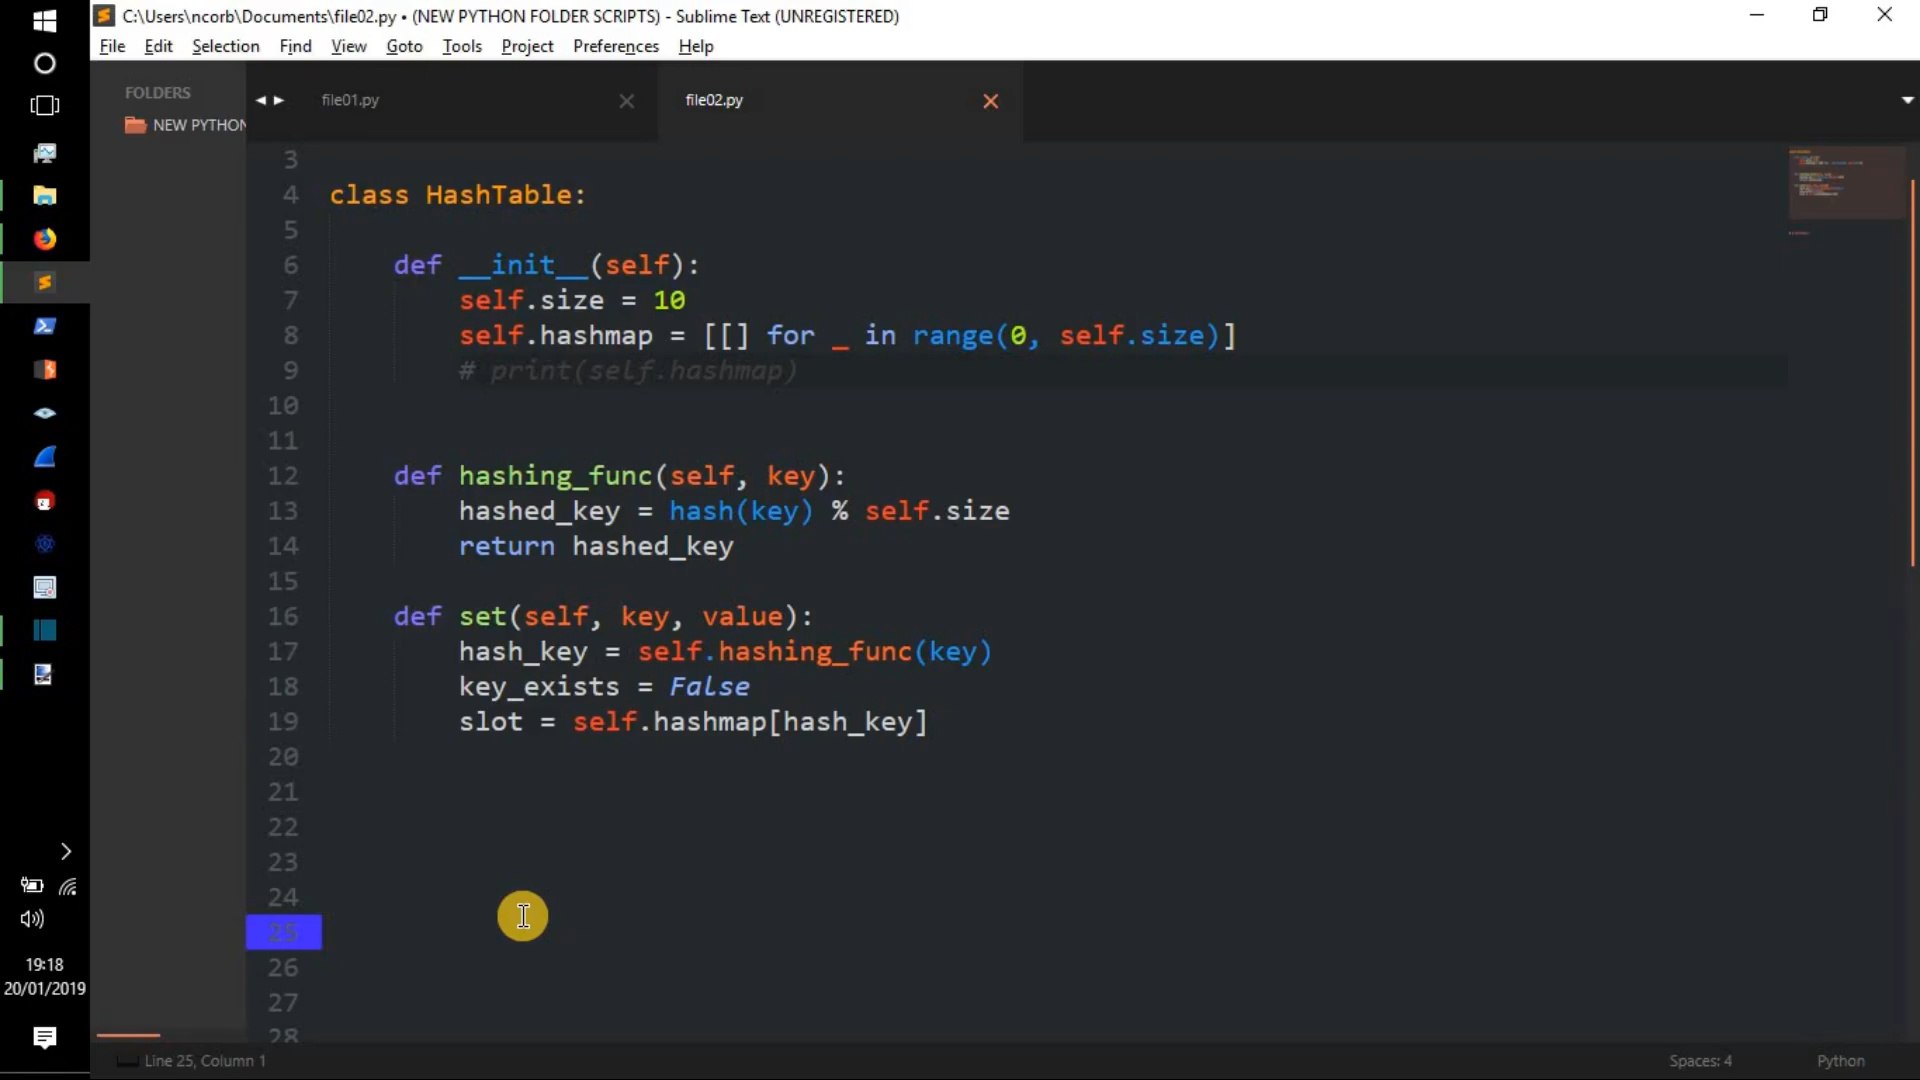 C:\Users\ncorb\Documents\file02.py • (NEW PYTHON FOLDER SCRIPTS) - Sublime Text (UNREGISTERED)
File Edit Selection Find View Goto Tools Project Preferences Help
FOLDERS
NEW PYTHON
file01.py
file02.py
3
4 class HashTable:
5
6 def __init__(self):
7 self.size = 10
8 self.hashmap = [[] for _ in range(0, self.size)]
9 # print(self.hashmap)
10
11
12 def hashing_func(self, key):
13 hashed_key = hash(key) % self.size
14 return hashed_key
15
16 def set(self, key, value):
17 hash_key = self.hashing_func(key)
18 key_exists = False
19 slot = self.hashmap[hash_key]
20
21
22
23
24
25
26
27
28
19:18
20/01/2019
Line 25, Column 1
Spaces: 4
Python